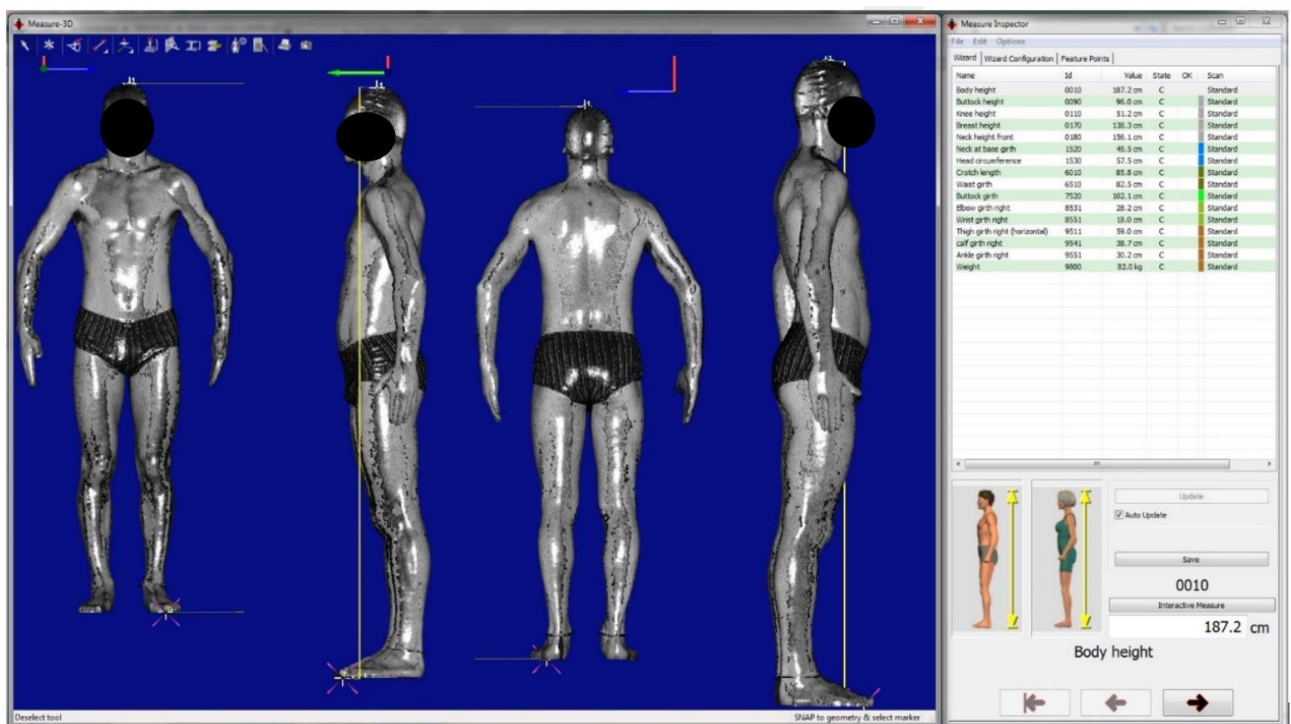 Measure-3D
Deselect tool
SNAP to geometry & select marker
Measure Inspector
File Edit Options
Wizard Wizard Configuration Feature Points
Name Id Value State OK Scan
Body height 0010 187.2 cm C Standard
Buttock height 0090 96.0 cm C Standard
Knee height 0110 51.2 cm C Standard
Breast height 0170 138.3 cm C Standard
Neck height front 0180 156.1 cm C Standard
Neck at base girth 1520 45.5 cm C Standard
Head circumference 1530 57.5 cm C Standard
Crotch length 6010 85.8 cm C Standard
Waist girth 6510 82.5 cm C Standard
Buttock girth 7520 102.1 cm C Standard
Elbow girth right 8531 28.2 cm C Standard
Wrist girth right 8551 18.0 cm C Standard
Thigh girth right (horizontal) 9511 59.0 cm C Standard
calf girth right 9541 38.7 cm C Standard
Ankle girth right 9551 30.2 cm C Standard
Weight 9800 82.0 kg C Standard
Update
Auto Update
Save
0010
Interactive Measure
187.2 cm
Body height